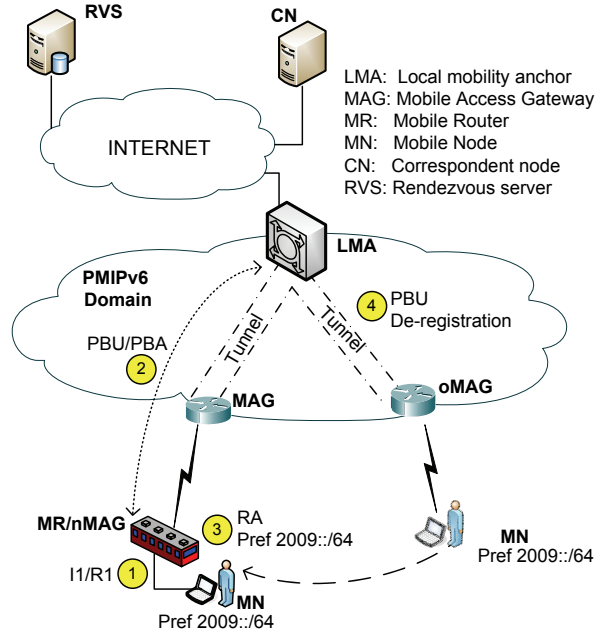 RVS
CN
LMA: Local mobility anchor
MAG: Mobile Access Gateway
MR: Mobile Router
MN: Mobile Node
CN: Correspondent node
RVS: Rendezvous server
INTERNET
LMA
PMIPv6
Domain
4 PBU
De-registration
PBU/PBA
2
Tunnel
Tunnel
MAG
oMAG
MR/nMAG
3 RA
Pref 2009::/64
MN
Pref 2009::/64
I1/R1 1
MN
Pref 2009::/64